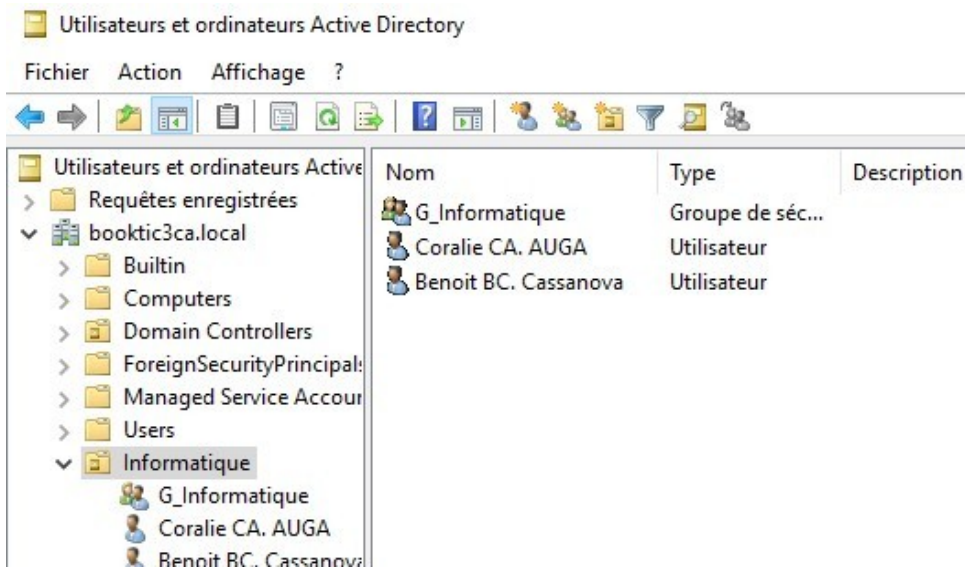 Utilisateurs et ordinateurs Active Directory
Fichier Action Affichage ?
Utilisateurs et ordinateurs Active
Requêtes enregistrées
booktic3ca.local
Builtin
Computers
Domain Controllers
ForeignSecurityPrincipal
Managed Service Accou
Users
Informatique
G_Informatique
Coralie CA. AUGA
Benoit BC. Cassanova
Nom Type Description
G_Informatique Groupe de séc...
Coralie CA. AUGA Utilisateur
Benoit BC. Cassanova Utilisateur